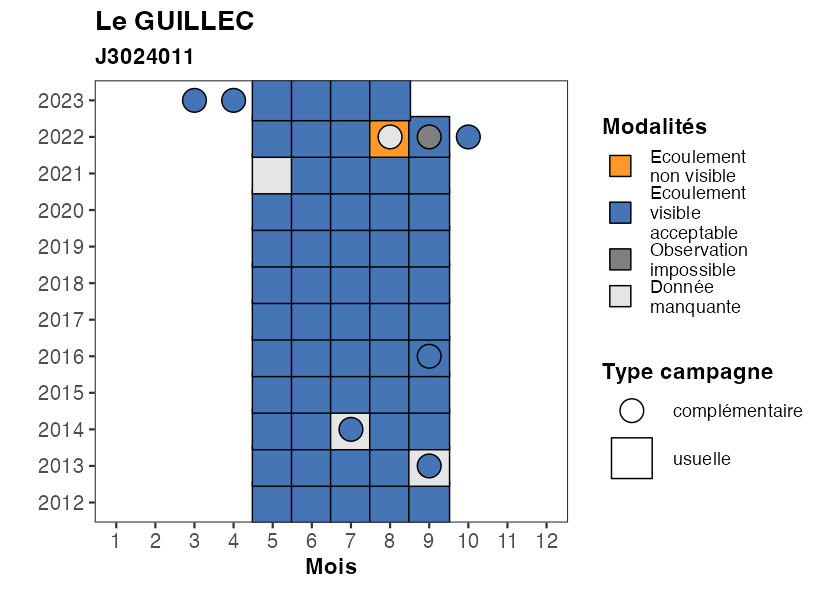 Le GUILLEC
J3024011
2023
2022
2021
2020
2019
2018
2017
2016
2015
2014
2013
2012
1 2 3 4 5 6 7 8 9 10 11 12
Mois
Modalités
Ecoulement
non visible
Ecoulement
visible
acceptable
Observation
impossible
Donnée
manquante
Type campagne
complémentaire
usuelle